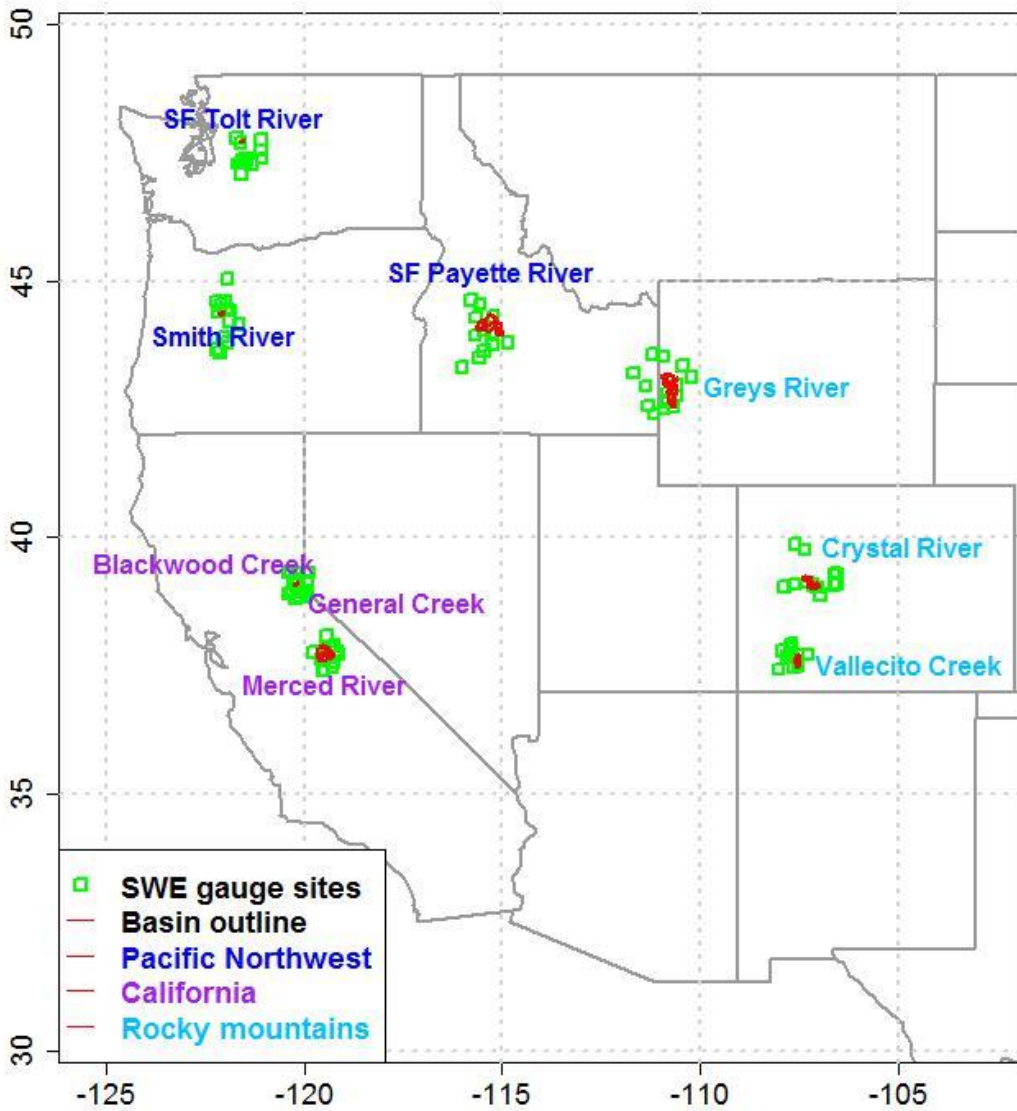 50
SF Tolt River
45
SF Payette River
Smith River
Greys River
40
Crystal River
Blackwood Creek
General Creek
Vallecito Creek
Merced River
35
SWE gauge sites
Basin outline
Pacific Northwest
California
Rocky mountains
30
-125 -120 -115 -110 -105